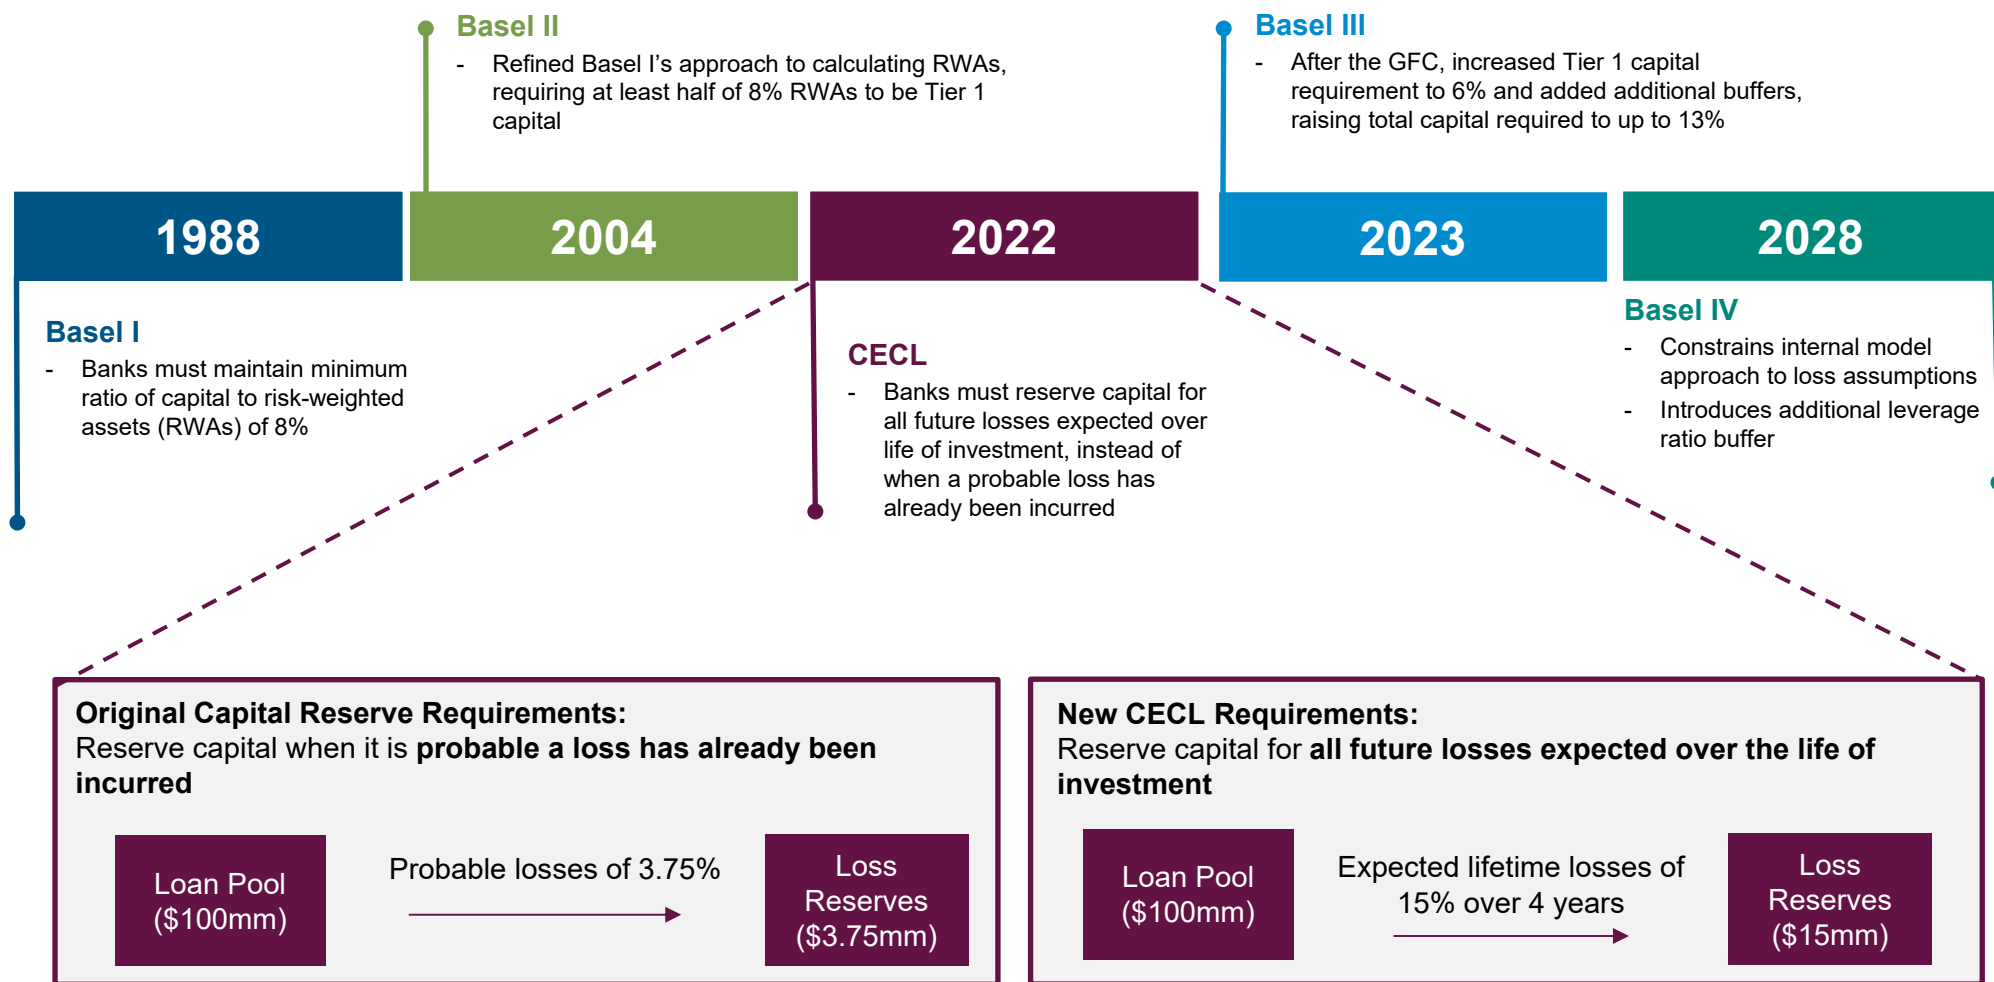 Basel II
- Refined Basel I’s approach to calculating RWAs,
requiring at least half of 8% RWAs to be Tier 1
capital
Basel III
- After the GFC, increased Tier 1 capital
requirement to 6% and added additional buffers,
raising total capital required to up to 13%
1988
2004
2022
2023
2028
Basel I
- Banks must maintain minimum
ratio of capital to risk-weighted
assets (RWAs) of 8%
CECL
- Banks must reserve capital for
all future losses expected over
life of investment, instead of
when a probable loss has
already been incurred
Basel IV
- Constrains internal model
approach to loss assumptions
- Introduces additional leverage
ratio buffer
Original Capital Reserve Requirements:
Reserve capital when it is probable a loss has already been
incurred
Loan Pool
($100mm)
Probable losses of 3.75%
Loss
Reserves
($3.75mm)
New CECL Requirements:
Reserve capital for all future losses expected over the life of
investment
Loan Pool
($100mm)
Expected lifetime losses of
15% over 4 years
Loss
Reserves
($15mm)